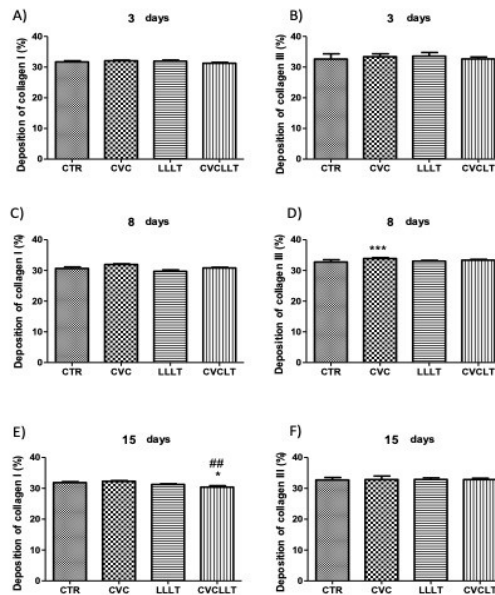 A)
3 days
Deposition of collagen I (%)
40
30
20
10
0
CTR CVC LLLT CVCLLT
B)
3 days
Deposition of collagen III (%)
40
30
20
10
0
CTR CVC LLLT CVCLLT
C)
8 days
Deposition of collagen I (%)
40
30
20
10
0
CTR CVC LLLT CVCLT
D)
8 days
Deposition of collagen III (%)
40
30
20
10
0
***
CTR CVC LLLT CVCLT
E)
15 days
Deposition of collagen I (%)
40
30
20
10
0
##
*
CTR CVC LLLT CVCLLT
F)
15 days
Deposition of collagen III (%)
40
30
20
10
0
CTR CVC LLLT CVCLLT